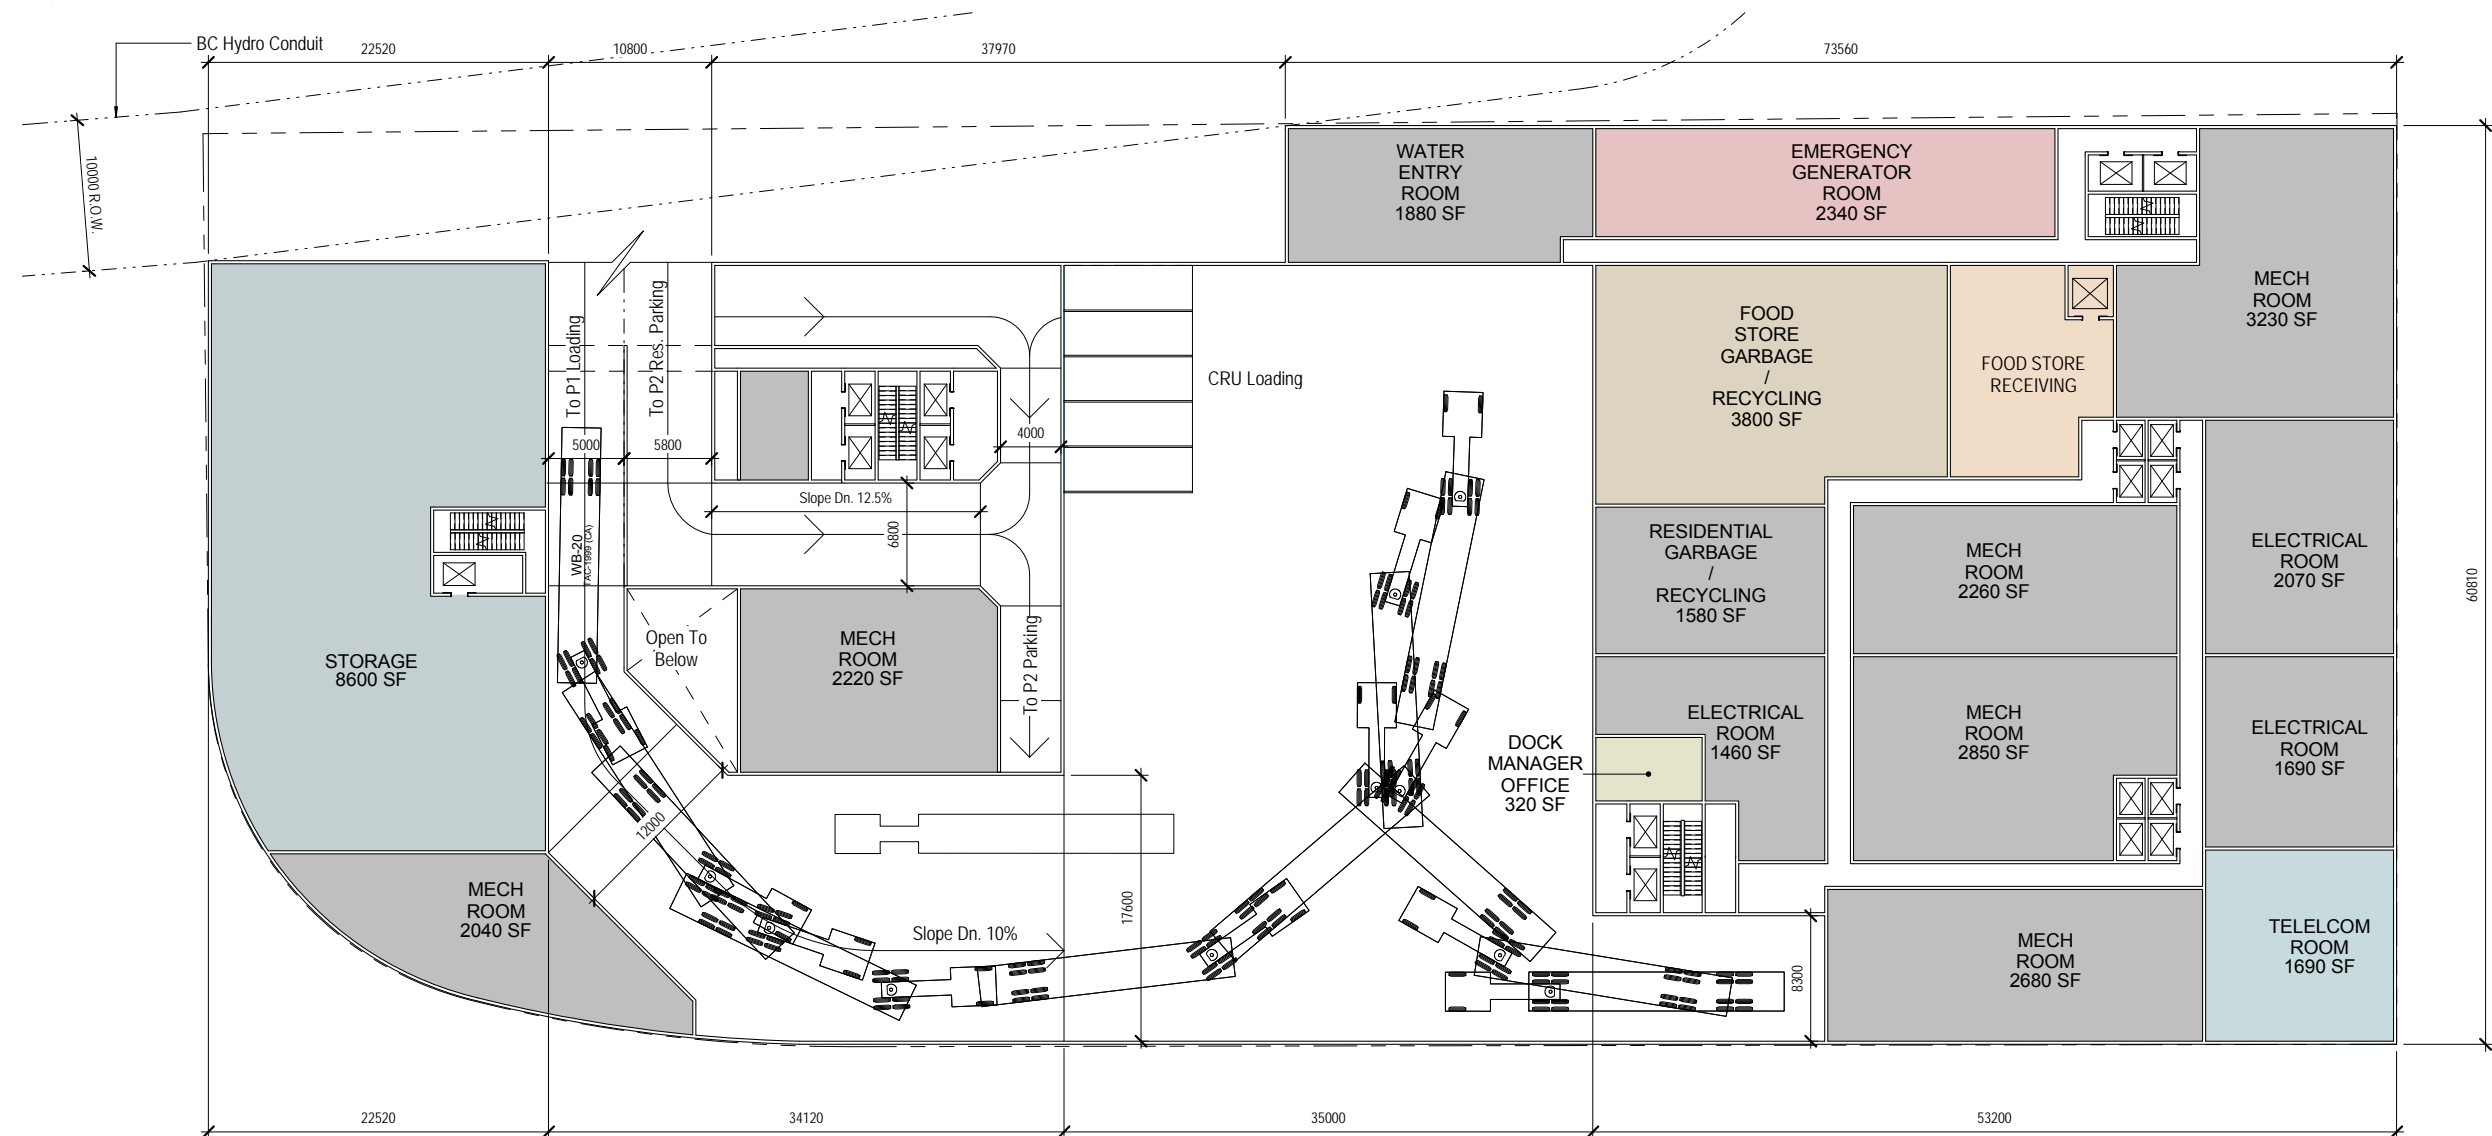 BC Hydro Conduit
22520
10800
37970
73560
10000 R.O.W.
WATER
ENTRY
ROOM
1880 SF
EMERGENCY
GENERATOR
ROOM
2340 SF
MECH
ROOM
3230 SF
To P1 Loading
To P2 Res. Parking
FOOD
STORE
GARBAGE
/
RECYCLING
3800 SF
FOOD STORE
RECEIVING
CRU Loading
5000
5800
4000
Slope Dn. 12.5%
6800
WB-20
TAC-1999 (CA)
RESIDENTIAL
GARBAGE
/
RECYCLING
1580 SF
MECH
ROOM
2260 SF
ELECTRICAL
ROOM
2070 SF
60810
STORAGE
8600 SF
Open To
Below
MECH
ROOM
2220 SF
To P2 Parking
DOCK
MANAGER
OFFICE
320 SF
ELECTRICAL
ROOM
1460 SF
MECH
ROOM
2850 SF
ELECTRICAL
ROOM
1690 SF
12000
MECH
ROOM
2040 SF
17600
Slope Dn. 10%
8300
MECH
ROOM
2680 SF
TELELCOM
ROOM
1690 SF
22520
34120
35000
53200